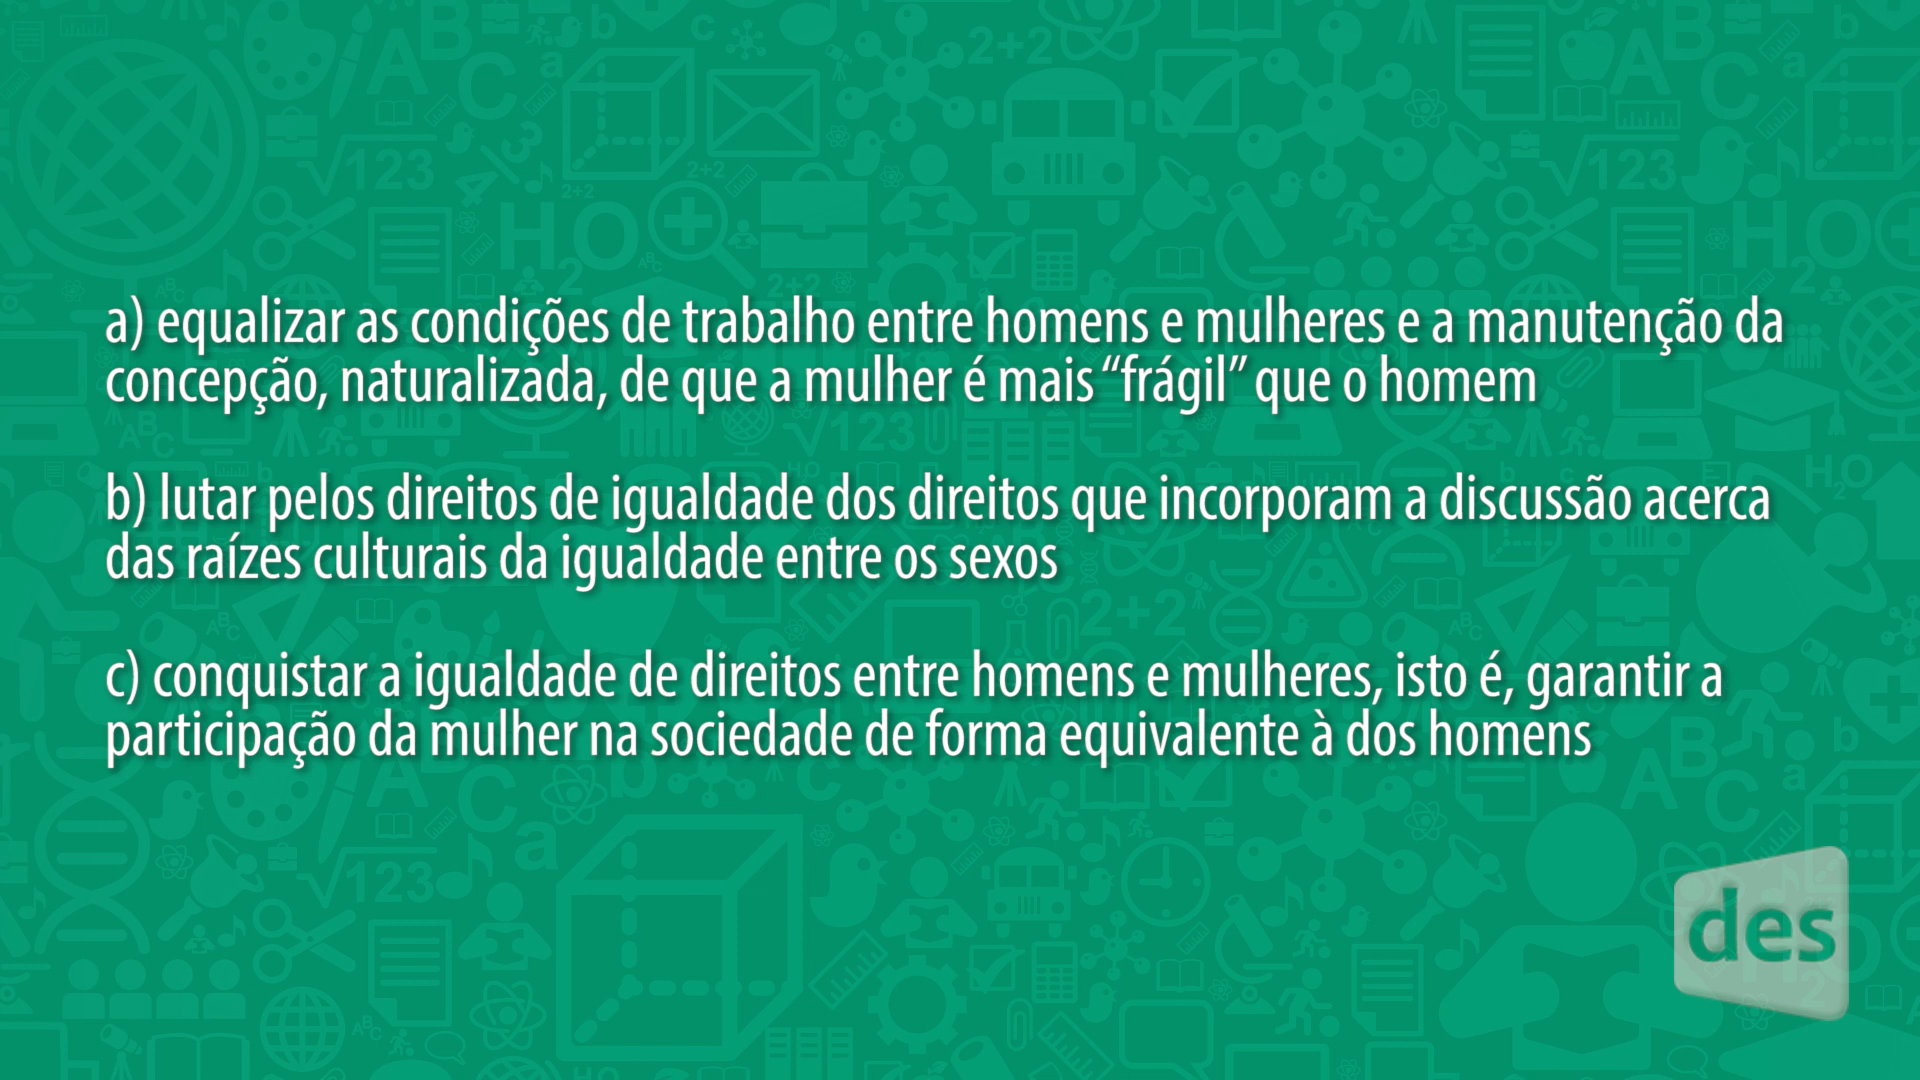 a) equalizar as condições de trabalho entre homens e mulheres e a manutenção da
concepção, naturalizada, de que a mulher é mais “frágil” que o homem
b) lutar pelos direitos de igualdade dos direitos que incorporam a discussão acerca
das raízes culturais da igualdade entre os sexos
c) conquistar a igualdade de direitos entre homens e mulheres, isto é, garantir a
participação da mulher na sociedade de forma equivalente à dos homens
des